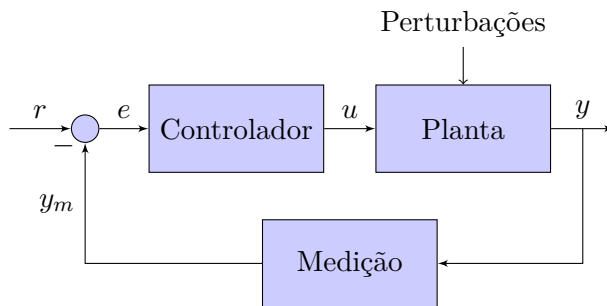 Perturbações
r
e
Controlador
u
Planta
y
−
y_m
Medição